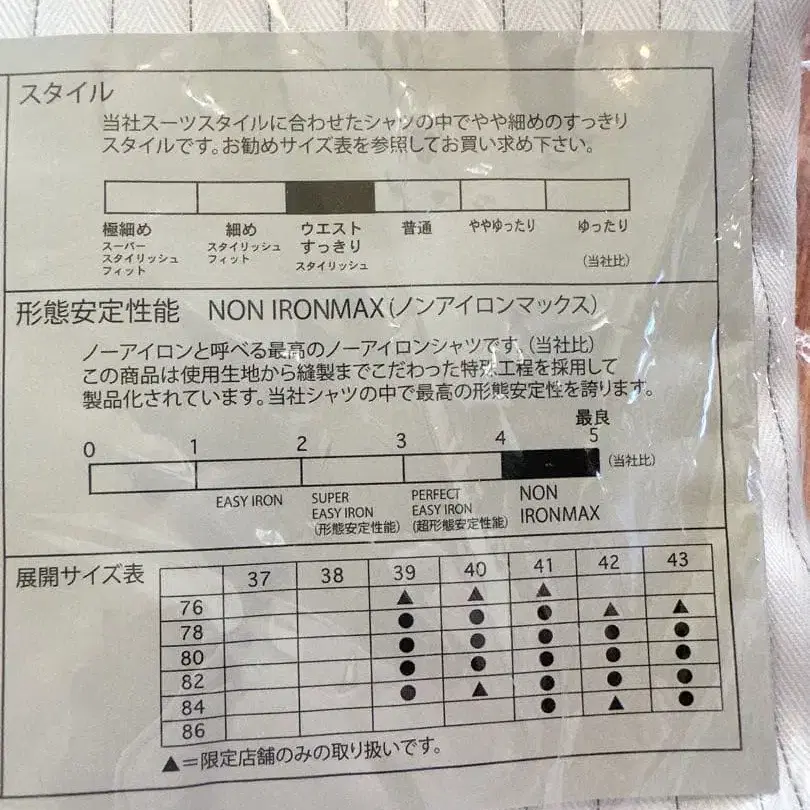 スタイル
当社スーツスタイルに合わせたシャツの中でやや細めのすっきり
スタイルです。お勧めサイズ表を参照してお買い求め下さい。
極細め 細め ウエスト 普通 ややゆったり ゆったり
スーパー スタイリッシュ すっきり
スタイリッシュ フィット スタイリッシュ (当社比)
フィット
形態安定性能 NON IRONMAX(ノンアイロンマックス)
ノーアイロンと呼べる最高のノーアイロンシャツです。(当社比)
この商品は使用生地から縫製までこだわった特殊工程を採用して
製品化されています。当社シャツの中で最高の形態安定性を誇ります。
最良
0 1 2 3 4 5
(当社比)
EASY IRON SUPER PERFECT NON
EASY IRON EASY IRON IRONMAX
(形態安定性能) (超形態安定性能)
展開サイズ表 37 38 39 40 41 42 43
76 ▲ ▲ ▲ ▲ ▲
78 ● ● ● ● ●
80 ● ● ● ● ●
82 ● ● ● ● ●
84 ● ▲ ● ▲ ●
86
▲=限定店舗のみの取り扱いです。